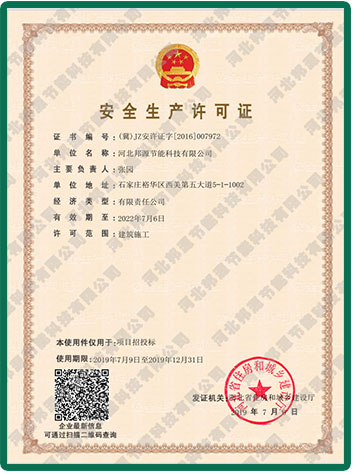 安全生产许可证
证书编号:(冀)JZ安许证字[2016]007972
单位名称:河北邦源节能科技有限公司
主要负责人:张园
单位地址:石家庄裕华区西美第五大道5-1-1002
经济类型:有限责任公司
有效期至:2022年7月6日
许可范围:建筑施工
本使件仅用于:项目招投标
使用期限:2019年7月9日至2019年12月31日
企业最新信息
可通过扫描二维码查询
发证机关:河北省住房和城乡建设厅
2019 年 7月 日
河北省住房和城乡建设厅
河北邦源节能科技有限公司